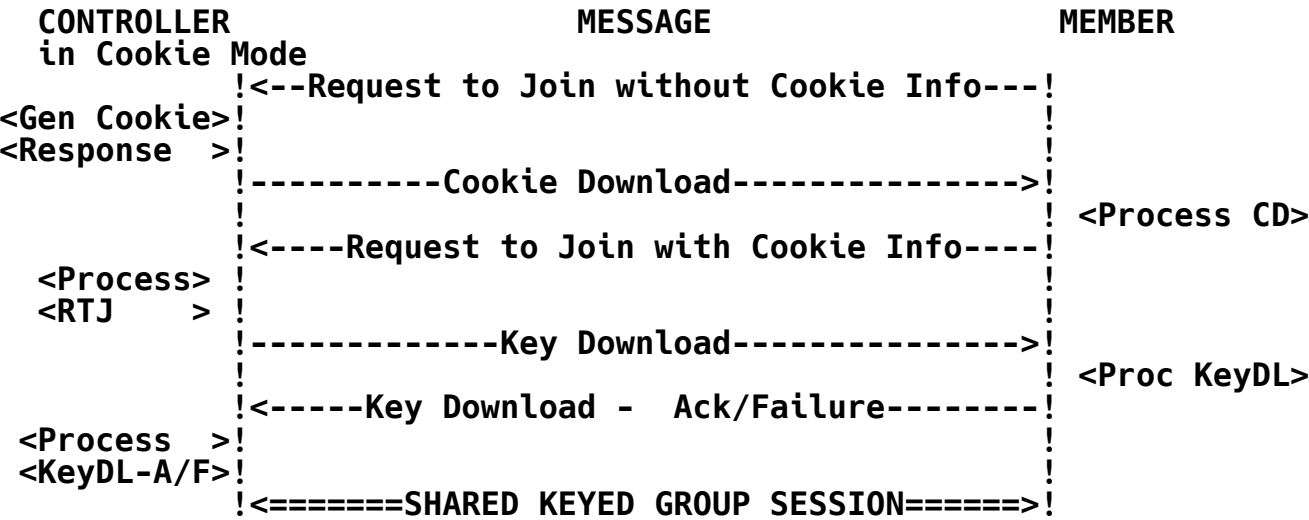 CONTROLLER MESSAGE MEMBER
in Cookie Mode
!<--Request to Join without Cookie Info---!
<Gen Cookie>! !
<Response >! !
!----------Cookie Download--------------->!
! ! <Process CD>
!<----Request to Join with Cookie Info----!
<Process> ! !
<RTJ > ! !
!-------------Key Download--------------->!
! ! <Proc KeyDL>
!<-----Key Download - Ack/Failure--------!
<Process >! !
<KeyDL-A/F>! !
!<=======SHARED KEYED GROUP SESSION======>!